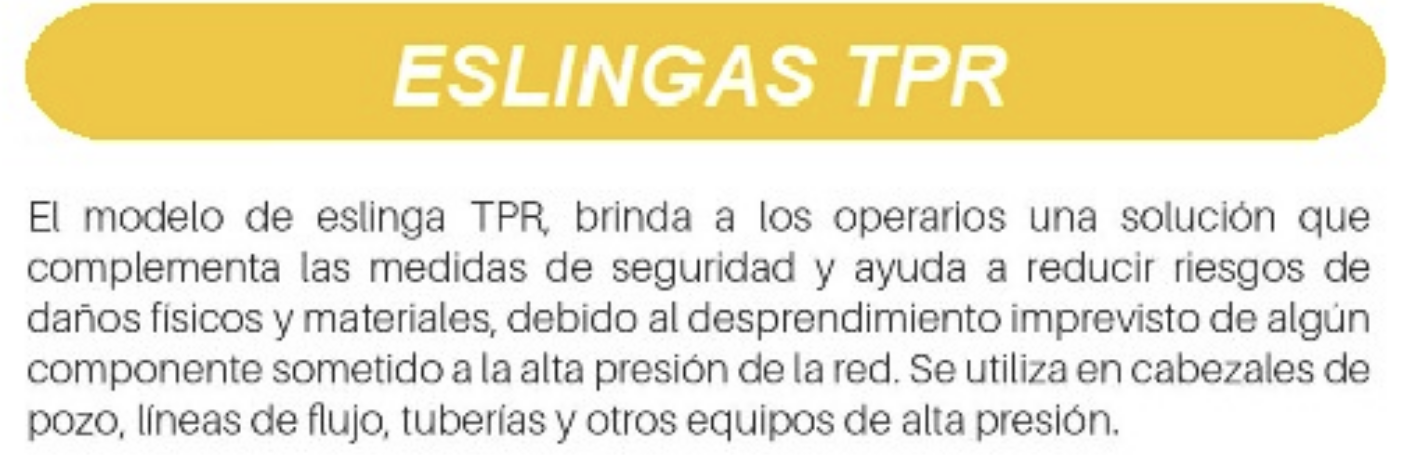 ESLINGAS TPR
El modelo de eslinga TPR, brinda a los operarios una solución que
complementa las medidas de seguridad y ayuda a reducir riesgos de
daños físicos y materiales, debido al desprendimiento imprevisto de algún
componente sometido a la alta presión de la red. Se utiliza en cabezales de
pozo, líneas de flujo, tuberías y otros equipos de alta presión.